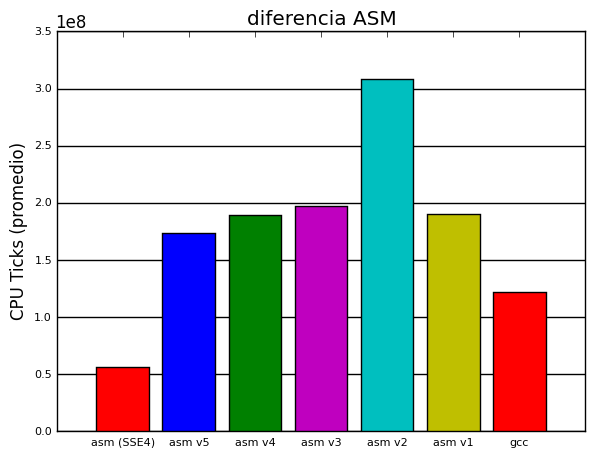 diferencia ASM
1e8
3.5
3.0
2.5
2.0
1.5
1.0
0.5
0.0
CPU Ticks (promedio)
asm (SSE4) asm v5 asm v4 asm v3 asm v2 asm v1 gcc